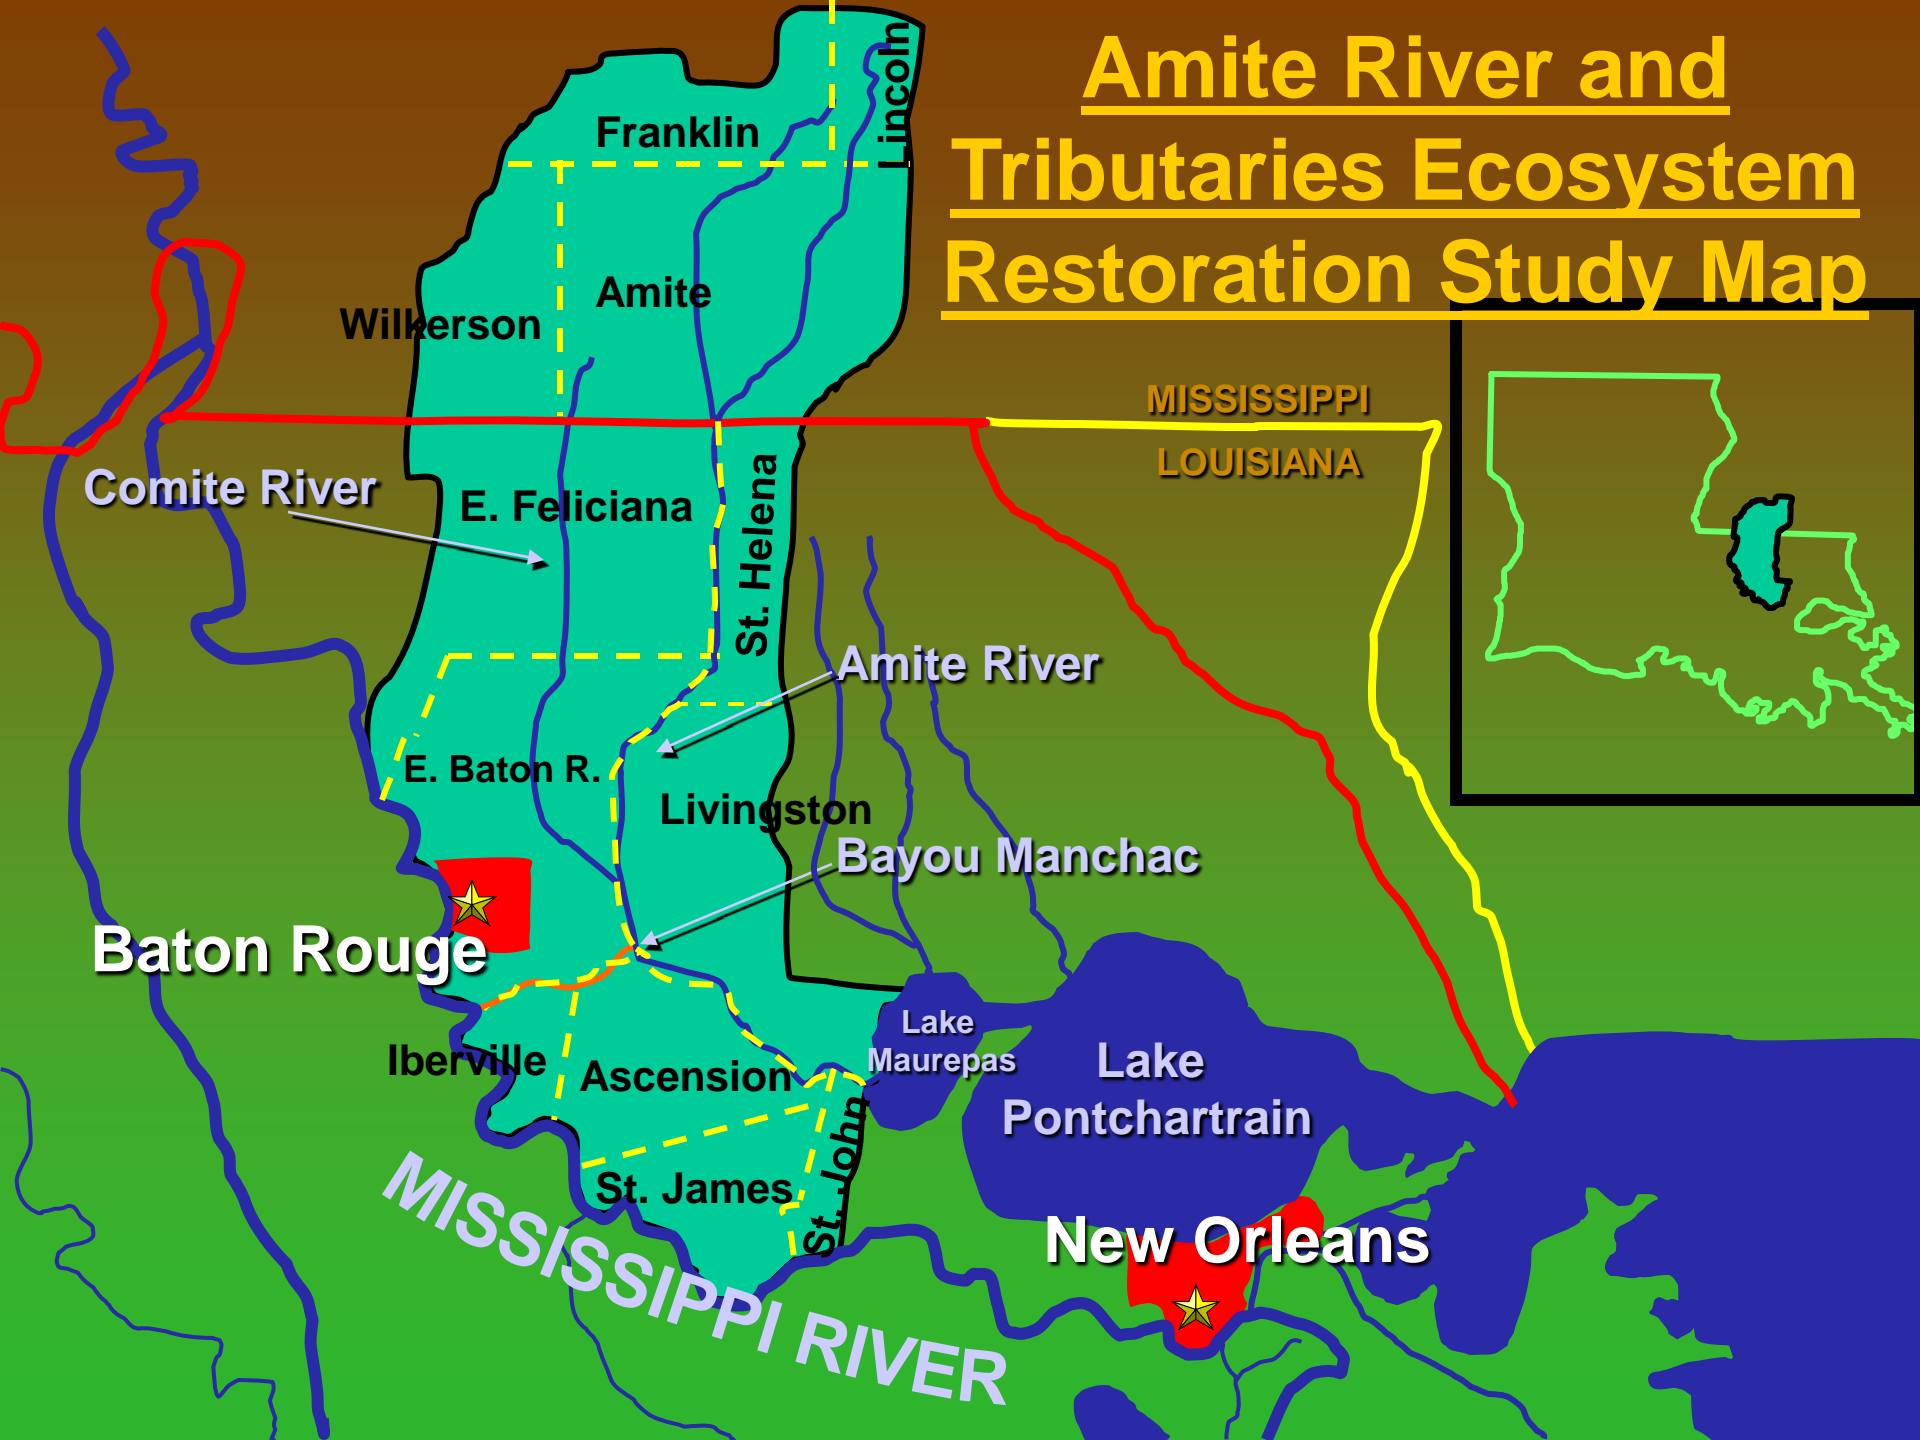 Amite River and
Tributaries Ecosystem
Restoration Study Map
Lincoln
Franklin
Amite
Wilkerson
MISSISSIPPI
LOUISIANA
Comite River
E. Feliciana
St. Helena
Amite River
E. Baton R.
Livingston
Bayou Manchac
Baton Rouge
Lake
Maurepas
Lake
Pontchartrain
Iberville
Ascension
St. John
St. James
New Orleans
MISSISSIPPI RIVER